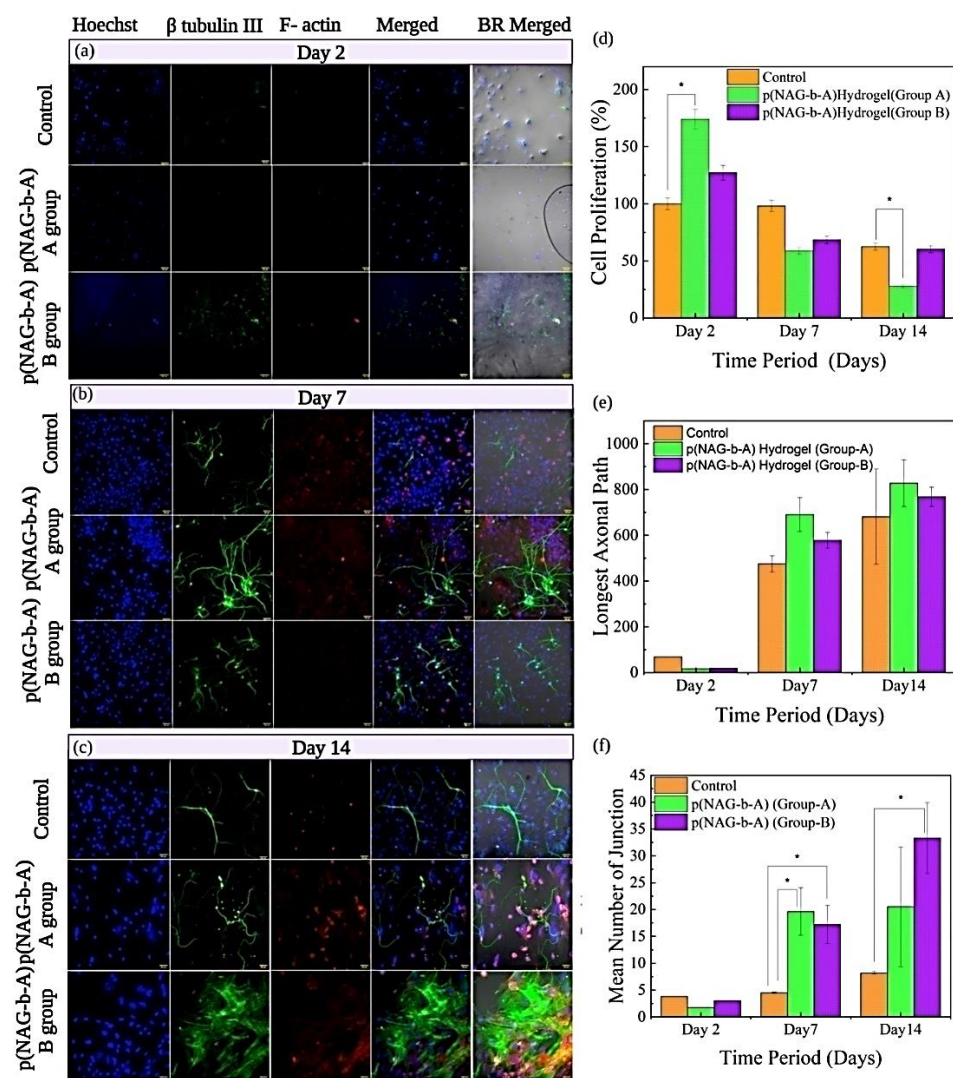 Hoechst β tubulin III F- actin Merged BR Merged
(a) Day 2
Control
p(NAG-b-A)
A group
p(NAG-b-A)
B group
(b) Day 7
Control
p(NAG-b-A)
A group
p(NAG-b-A)
B group
(c) Day 14
Control
p(NAG-b-A)
A group
p(NAG-b-A)
B group
(d)
Control
p(NAG-b-A)Hydrogel(Group A)
p(NAG-b-A)Hydrogel(Group B)
*
*
Cell Proliferation (%)
200
150
100
50
0
Day 2 Day 7 Day 14
Time Period (Days)
(e)
Control
p(NAG-b-A) Hydrogel (Group-A)
p(NAG-b-A) Hydrogel (Group-B)
Longest Axonal Path
1000
800
600
400
200
0
Day 2 Day7 Day14
Time Period (Days)
(f)
Control
p(NAG-b-A) (Group-A)
p(NAG-b-A) (Group-B)
*
*
*
Mean Number of Junction
45
40
35
30
25
20
15
10
5
0
Day 2 Day7 Day14
Time Period (Days)